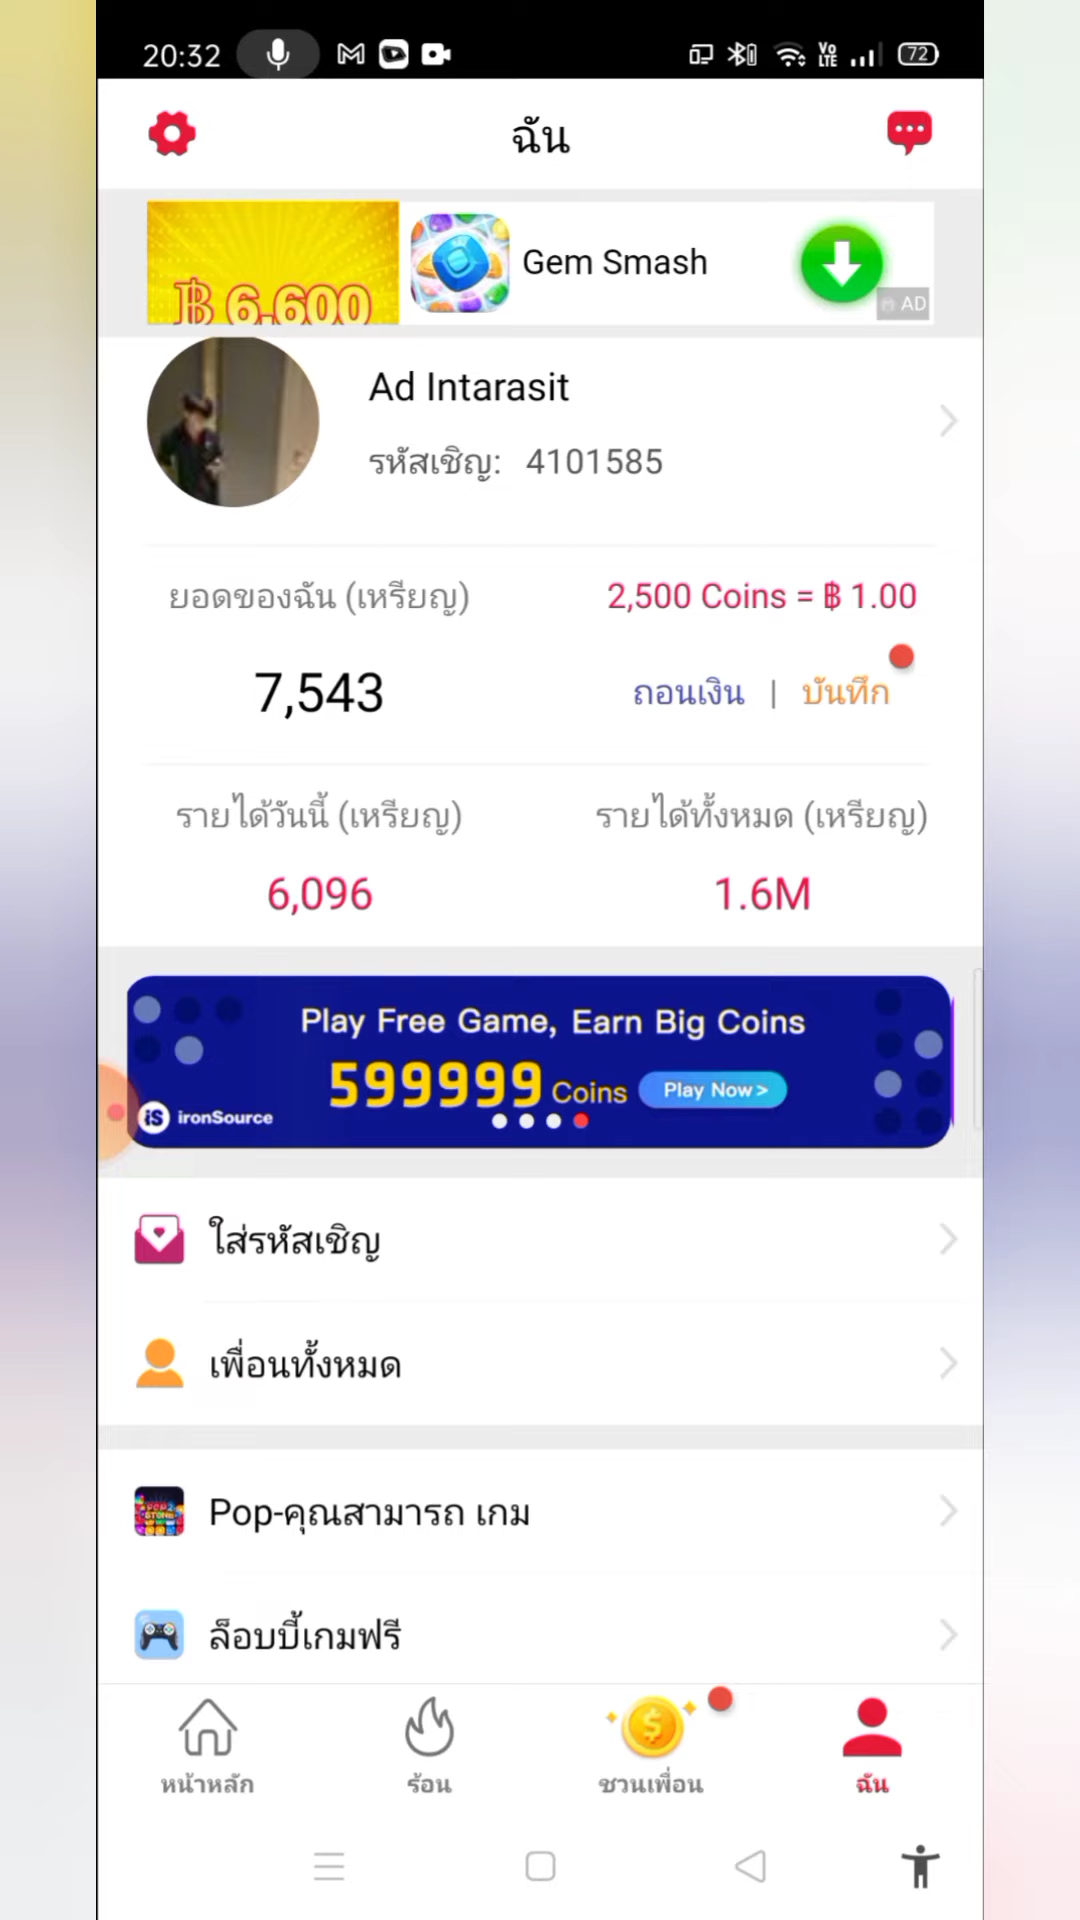 20:32
Vo LTE
72
ฉัน
฿ 6,600
Gem Smash
AD
Ad Intarasit
รหัสเชิญ: 4101585
ยอดของฉัน (เหรียญ)
2,500 Coins = ฿ 1.00
7,543
ถอนเงิน | บันทึก
รายได้วันนี้ (เหรียญ)
รายได้ทั้งหมด (เหรียญ)
6,096
1.6M
Play Free Game, Earn Big Coins
599999 Coins
Play Now >
iS ironSource
ใส่รหัสเชิญ
เพื่อนทั้งหมด
Pop-คุณสามารถ เกม
ล็อบบี้เกมฟรี
หน้าหลัก
ร้อน
ชวนเพื่อน
ฉัน